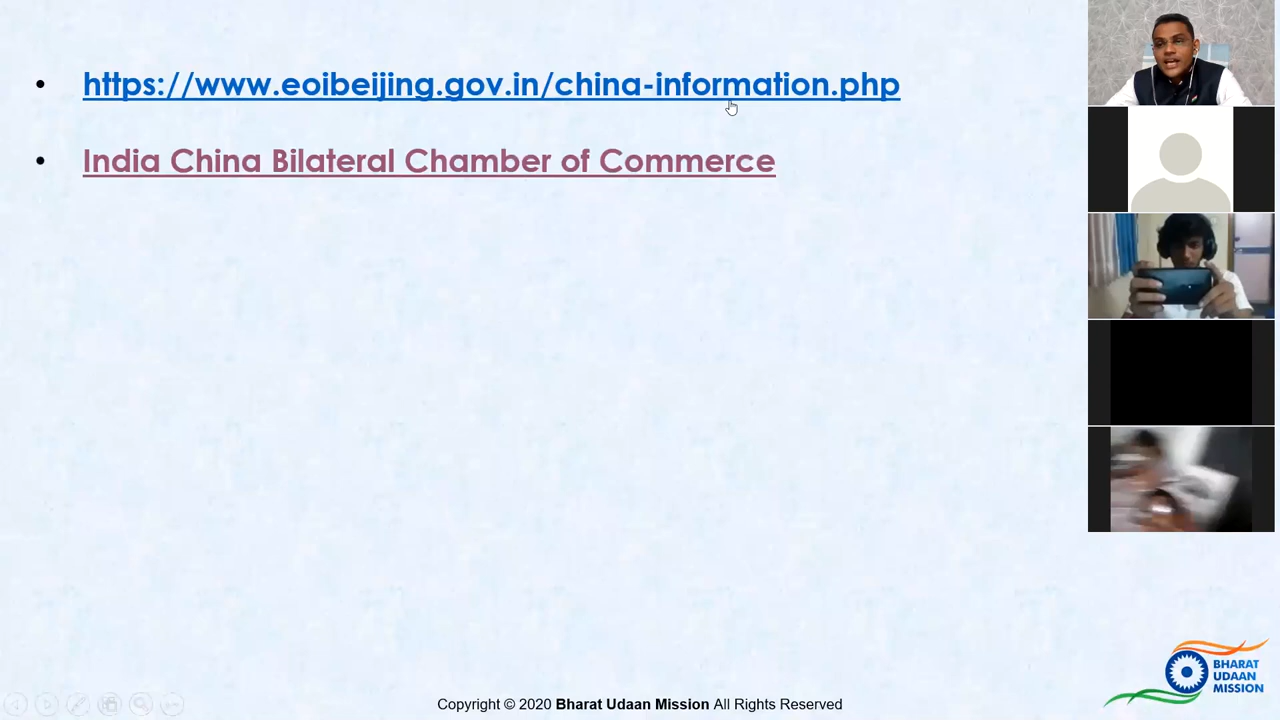 https://www.eoibeijing.gov.in/china-information.php
India China Bilateral Chamber of Commerce
BHARAT
UDAAN
MISSION
Copyright © 2020 Bharat Udaan Mission All Rights Reserved